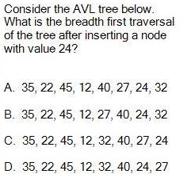 Consider the AVL tree below.
What is the breadth first traversal
of the tree after inserting a node
with value 24?
A. 35, 22, 45, 12, 40, 27, 24, 32
B. 35, 22, 45, 12, 27, 40, 24, 32
C. 35, 22, 45, 12, 32, 40, 27, 24
D. 35, 22, 45, 12, 32, 40, 24, 27